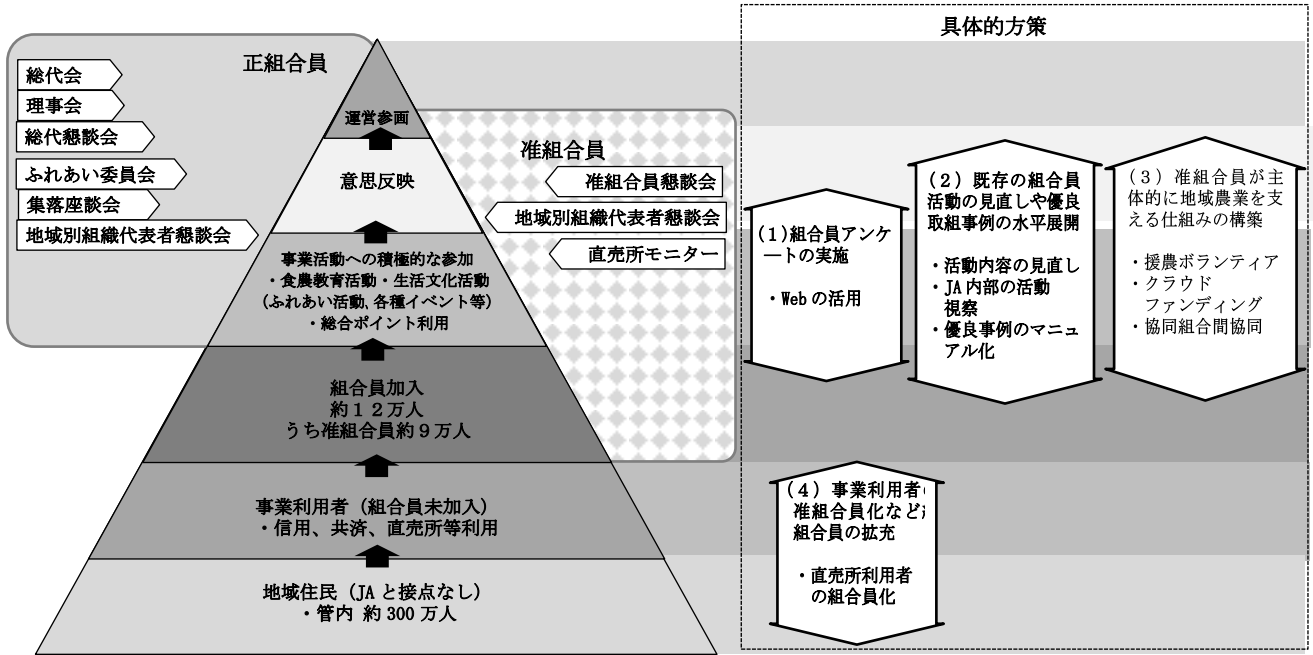 具体的方策
正組合員
総代会
理事会
総代懇談会
ふれあい委員会
集落座談会
地域別組織代表者懇談会
運営参画
意思反映
事業活動への積極的な参加
・食農教育活動・生活文化活動
(ふれあい活動、各種イベント等)
・総合ポイント利用
組合員加入
約１２万人
うち准組合員約９万人
事業利用者（組合員未加入）
・信用、共済、直売所等利用
地域住民（JAと接点なし）
・管内 約300万人
准組合員
准組合員懇談会
地域別組織代表者懇談会
直売所モニター
(1)組合員アンケ
ートの実施
・Webの活用
(２) 既存の組合員
活動の見直しや優良
取組事例の水平展開
・活動内容の見直し
・JA内部の活動
視察
・優良事例のマニュ
アル化
(３) 准組合員が主
体的に地域農業を支
える仕組みの構築
・援農ボランティア
・クラウド
ファンディング
・協同組合間協同
(４) 事業利用者
准組合員化など
組合員の拡充
・直売所利用者
の組合員化